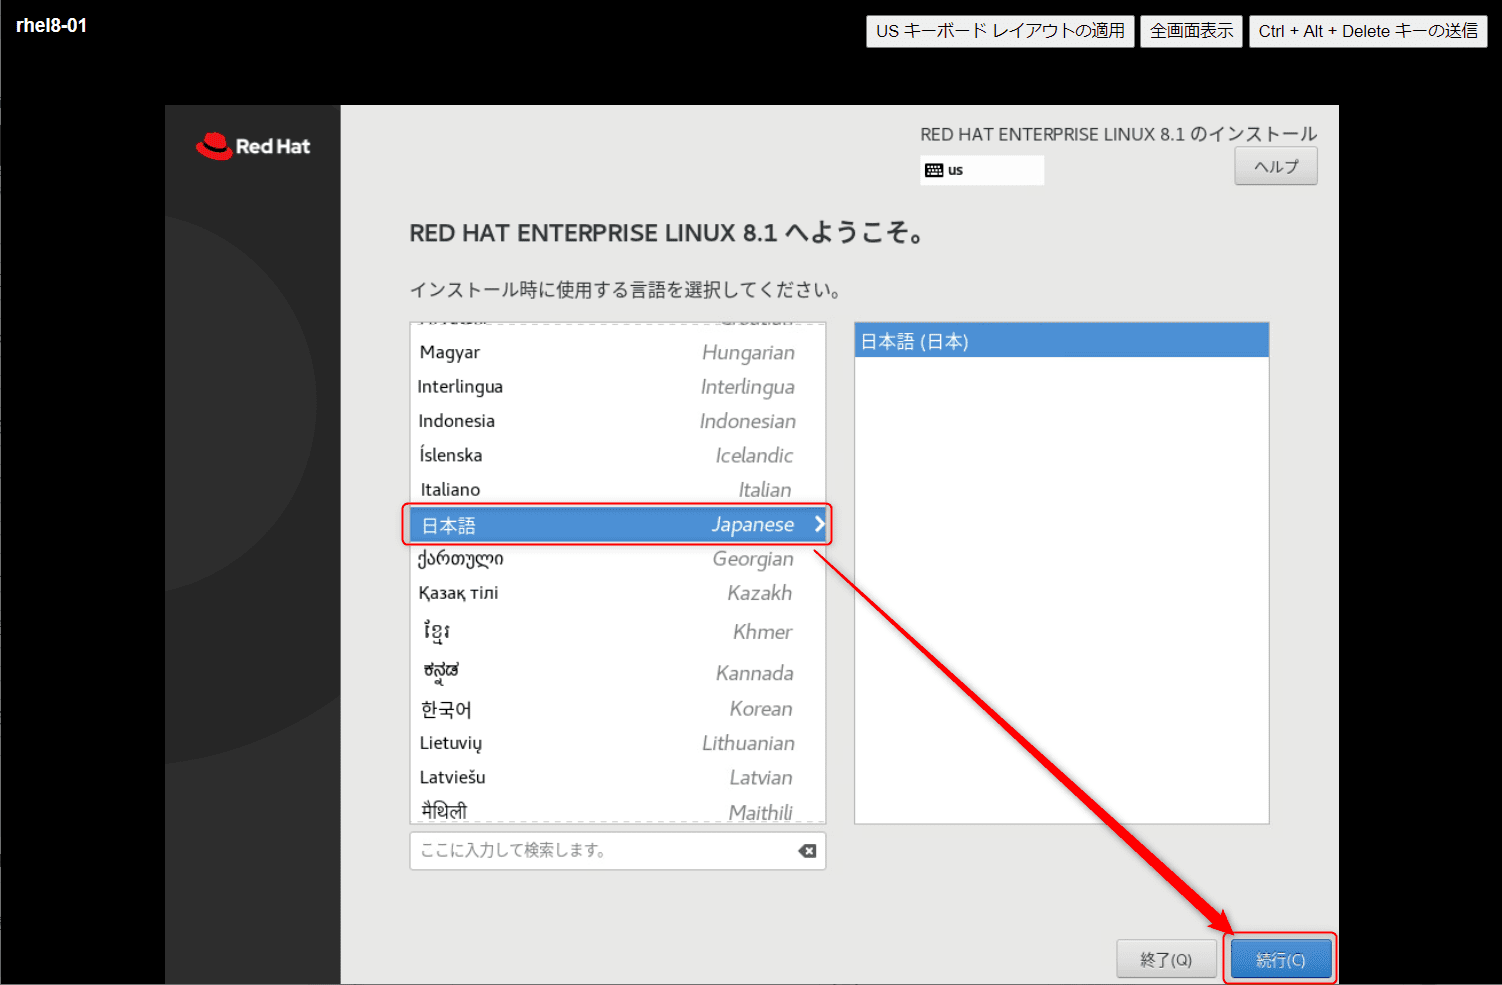 rhel8-01
US キーボード レイアウトの適用
全画面表示
Ctrl + Alt + Delete キーの送信
Red Hat
RED HAT ENTERPRISE LINUX 8.1 のインストール
us
ヘルプ
RED HAT ENTERPRISE LINUX 8.1 へようこそ。
インストール時に使用する言語を選択してください。
Magyar Hungarian
Interlingua Interlingua
Indonesia Indonesian
Íslenska Icelandic
Italiano Italian
日本語 Japanese
ქართული Georgian
Қазақ тілі Kazakh
ខ្មែរ Khmer
ಕನ್ನಡ Kannada
한국어 Korean
Lietuvių Lithuanian
Latviešu Latvian
मैथिली Maithili
日本語 (日本)
ここに入力して検索します。
終了(Q)
続行(C)